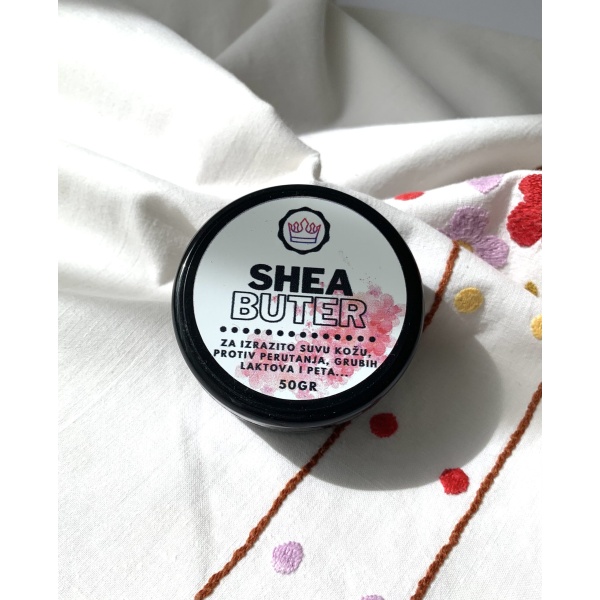 SHEA
BUTER
ZA IZRAZITO SUVU KOŽU,
PROTIV PERUTANJA, GRUBIH
LAKTOVA I PETA...
50GR